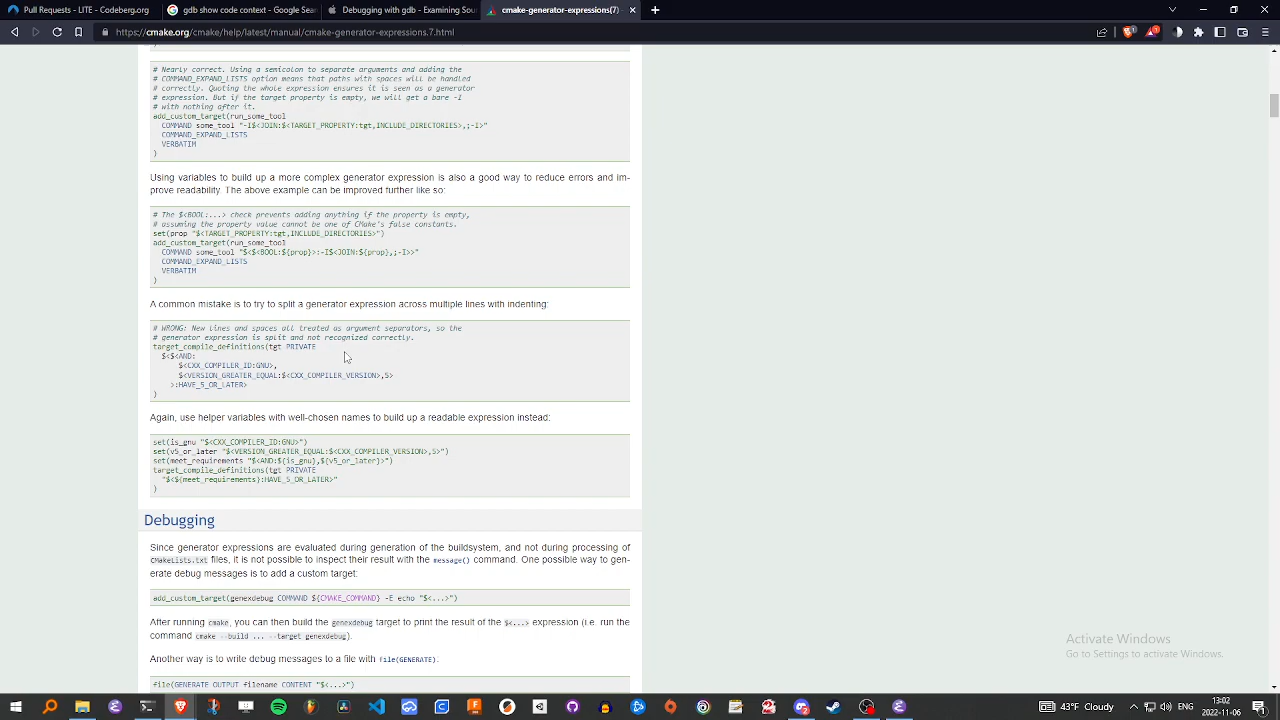 Pull Requests - LITE - Codeberg.org
gdb show code context - Google Sear
Debugging with gdb - Examining Sour
cmake-generator-expressions(7)
https://cmake.org/cmake/help/latest/manual/cmake-generator-expressions.7.html
)
# Nearly correct. Using a semicolon to separate arguments and adding the
# COMMAND_EXPAND_LISTS option means that paths with spaces will be handled
# correctly. Quoting the whole expression ensures it is seen as a generator
# expression. But if the target property is empty, we will get a bare -I
# with nothing after it.
add_custom_target(run_some_tool
COMMAND some_tool "-I$<JOIN:$<TARGET_PROPERTY:tgt,INCLUDE_DIRECTORIES>,;-I>"
COMMAND_EXPAND_LISTS
VERBATIM
)
Using variables to build up a more complex generator expression is also a good way to reduce errors and im-
prove readability. The above example can be improved further like so:
# The $<BOOL:...> check prevents adding anything if the property is empty,
# assuming the property value cannot be one of CMake's false constants.
set(prop "$<TARGET_PROPERTY:tgt,INCLUDE_DIRECTORIES>")
add_custom_target(run_some_tool
COMMAND some_tool "$<$<BOOL:${prop}>:-I$<JOIN:${prop},;-I>>"
COMMAND_EXPAND_LISTS
VERBATIM
)
A common mistake is to try to split a generator expression across multiple lines with indenting:
# WRONG: New lines and spaces all treated as argument separators, so the
# generator expression is split and not recognized correctly.
target_compile_definitions(tgt PRIVATE
$<$<AND:
$<CXX_COMPILER_ID:GNU>,
$<VERSION_GREATER_EQUAL:$<CXX_COMPILER_VERSION>,5>
>:HAVE_5_OR_LATER>
)
Again, use helper variables with well-chosen names to build up a readable expression instead:
set(is_gnu "$<CXX_COMPILER_ID:GNU>")
set(v5_or_later "$<VERSION_GREATER_EQUAL:$<CXX_COMPILER_VERSION>,5>")
set(meet_requirements "$<AND:${is_gnu},${v5_or_later}>")
target_compile_definitions(tgt PRIVATE
"$<${meet_requirements}:HAVE_5_OR_LATER>"
)
Debugging
Since generator expressions are evaluated during generation of the buildsystem, and not during processing of
CMakeLists.txt files, it is not possible to inspect their result with the message() command. One possible way to gen-
erate debug messages is to add a custom target:
add_custom_target(genexdebug COMMAND ${CMAKE_COMMAND} -E echo "$<...>")
After running cmake, you can then build the genexdebug target to print the result of the $<...> expression (i.e. run the
command cmake --build ... --target genexdebug).
Another way is to write debug messages to a file with file(GENERATE).
file(GENERATE OUTPUT filename CONTENT "$<...>")
Activate Windows
Go to Settings to activate Windows.
43°F Cloudy
ENG
13:02
2022-11-06